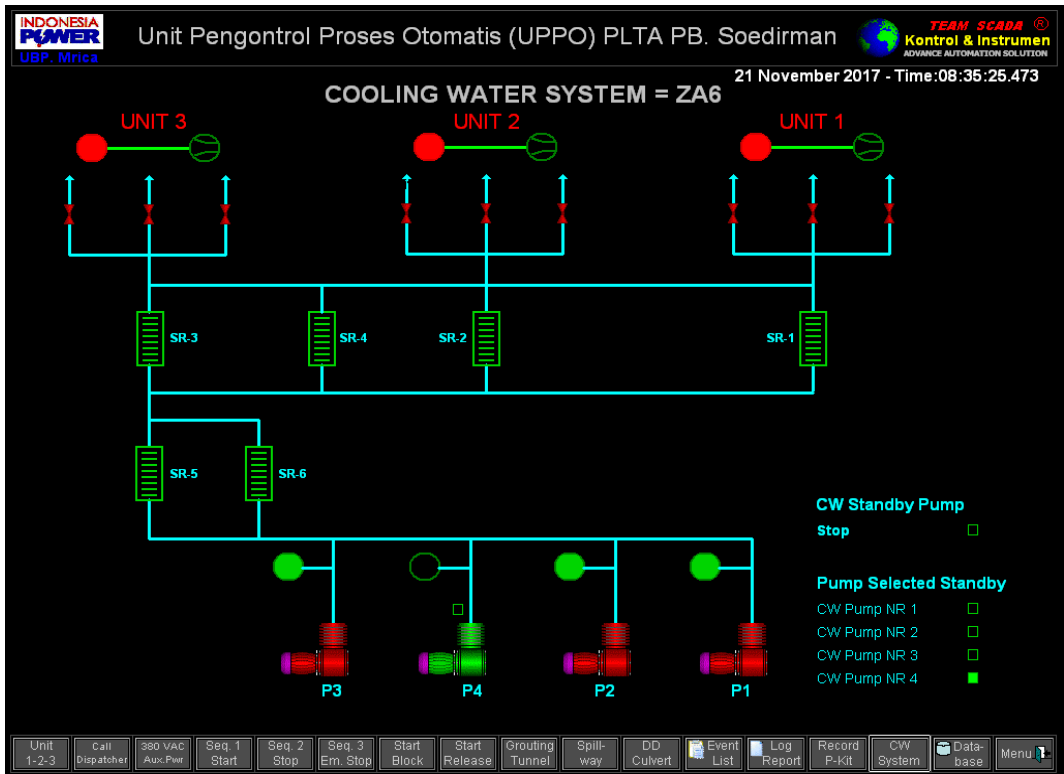 INDONESIA
POWER
UBP. Mrica
Unit Pengontrol Proses Otomatis (UPPO) PLTA PB. Soedirman
TEAM SCADA ®
Kontrol & Instrumen
ADVANCE AUTOMATION SOLUTION
21 November 2017 - Time:08:35:25.473
COOLING WATER SYSTEM = ZA6
UNIT 3
UNIT 2
UNIT 1
SR-3
SR-4
SR-2
SR-1
SR-5
SR-6
CW Standby Pump
Stop
Pump Selected Standby
CW Pump NR 1
CW Pump NR 2
CW Pump NR 3
CW Pump NR 4
P3
P4
P2
P1
Unit
1-2-3
Call
Dispatcher
380 VAC
Aux.Pwr
Seq. 1
Start
Seq. 2
Stop
Seq. 3
Em. Stop
Start
Block
Start
Release
Grouting
Tunnel
Spill-
way
DD
Culvert
Event
List
Log
Report
Record
P-Kit
CW
System
Data-
base
Menu